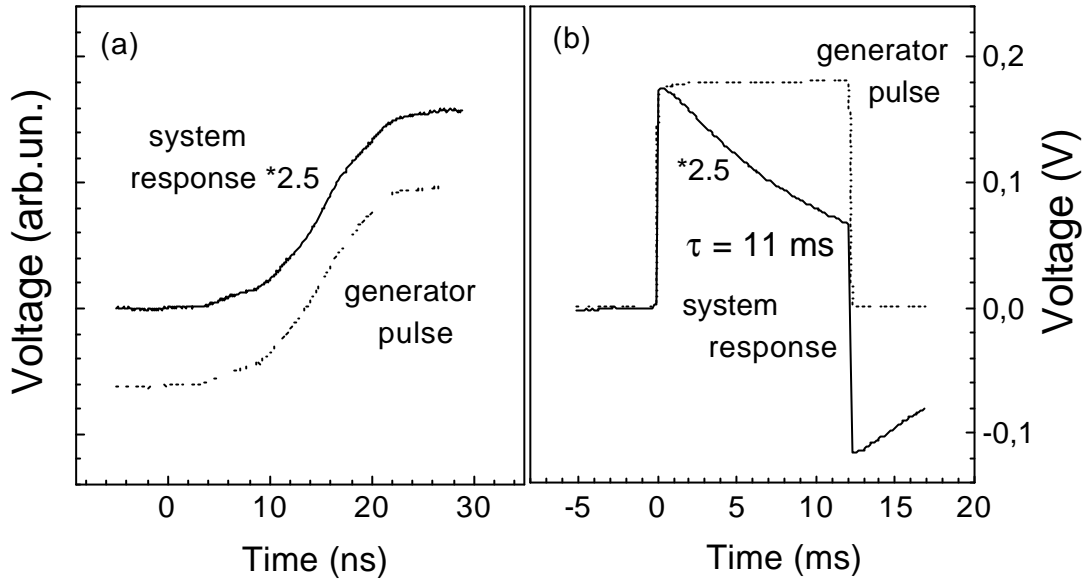 (a)
system
response *2.5
generator
pulse
Voltage (arb.un.)
0
10
20
30
Time (ns)
(b)
generator
pulse
*2.5
τ = 11 ms
system
response
0,2
0,1
0,0
-0,1
Voltage (V)
-5
0
5
10
15
20
Time (ms)